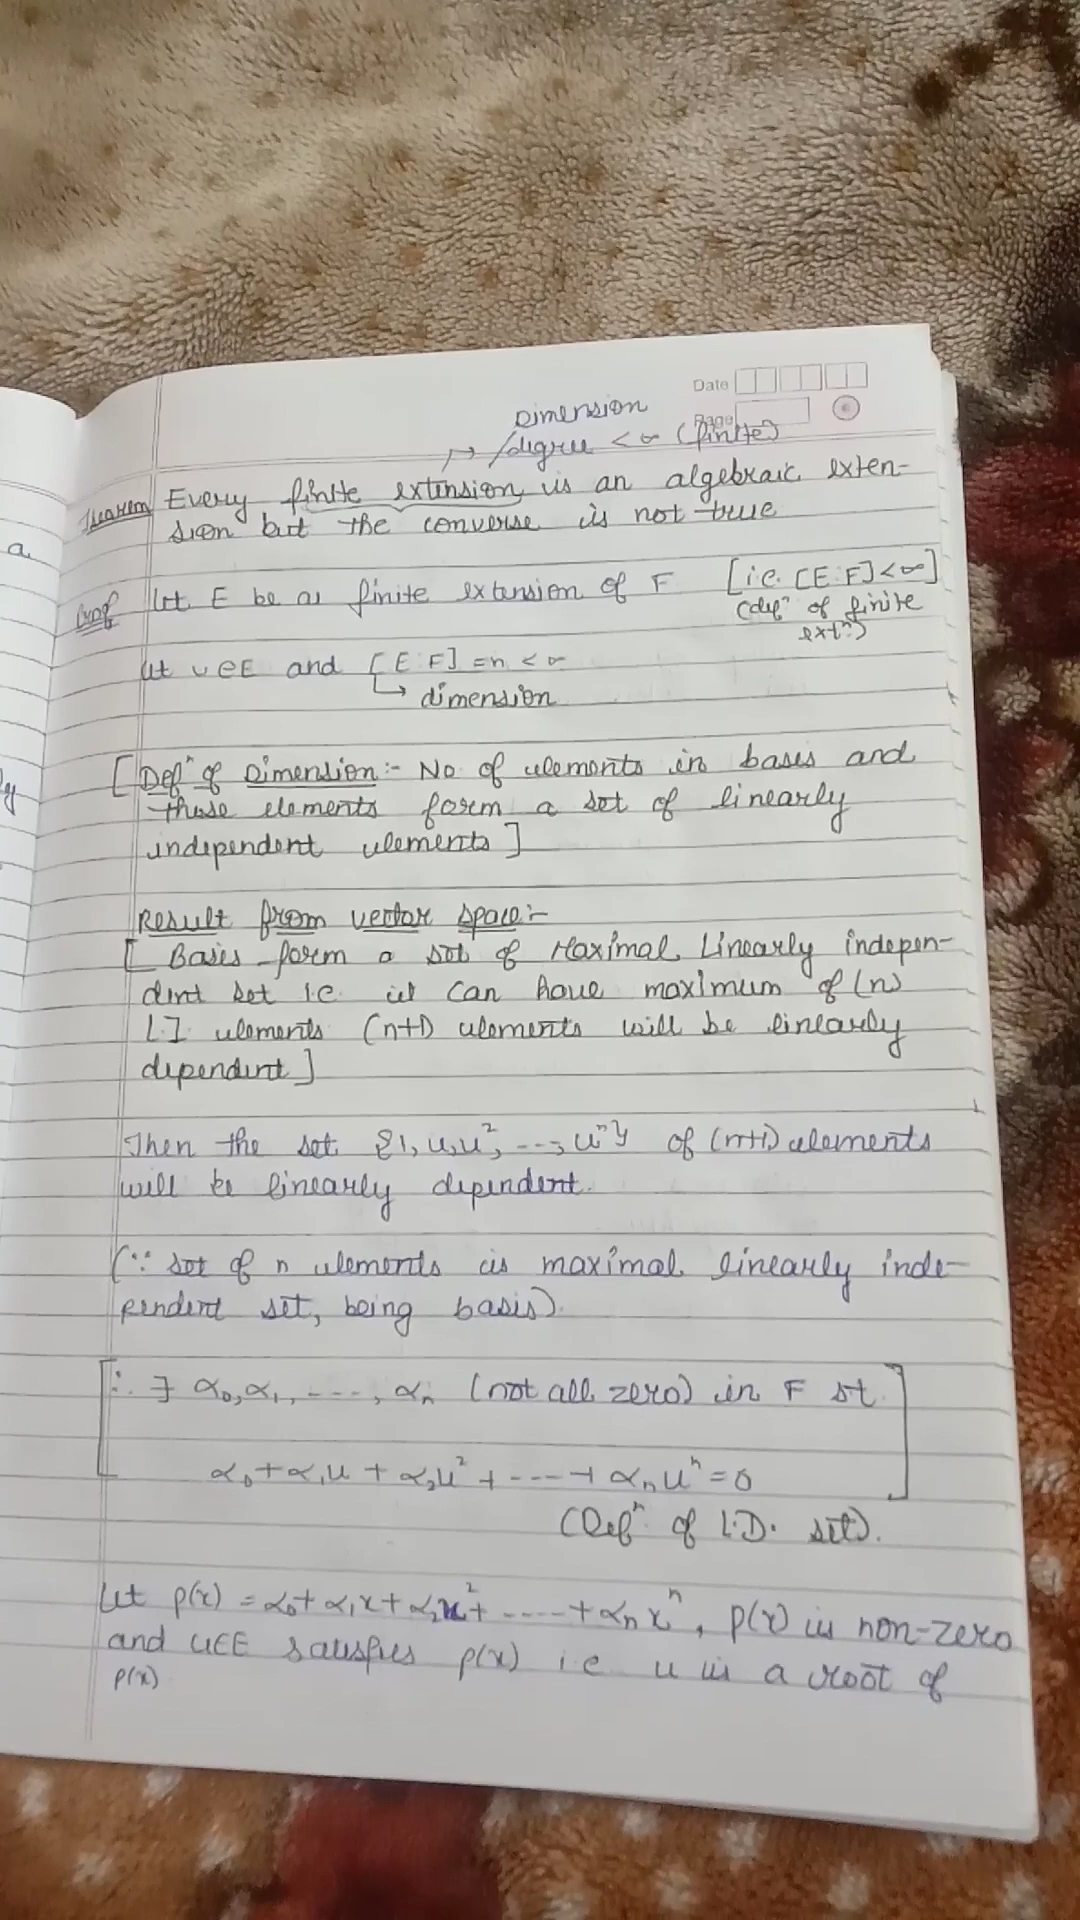 Date
Page
Dimension
→ /degree < ∞ (finite)
Theorem Every finite extension is an algebraic exten-
sion but the converse is not true
a
Proof Let E be a finite extension of F [i.e. [E:F] < ∞]
(defⁿ of finite
extⁿ)
Let u∈E and [E:F] = n < ∞
↳ dimension
[Defⁿ of Dimension:- No of elements in basis and
these elements form a set of linearly
independent elements]
Result from vector space:-
[Basis form a set of Maximal Linearly indepen-
dent set i.e it can have maximum of (n)
L.I elements (n+1) elements will be linearly
dependent]
Then the set {1, u, u², ---, uⁿ} of (n+1) elements
will be linearly dependent.
(∵ set of n elements is maximal linearly inde-
pendent set, being basis).
[∴ ∃ α₀, α₁, ----, αₙ (not all zero) in F st
α₀ + α₁u + α₂u² + ---- + αₙuⁿ = 0]
(Defⁿ of L.D. set).
Let p(x) = α₀ + α₁x + α₂x² + ----- + αₙxⁿ, p(x) is non-zero
and u∈E satisfies p(x) i.e u is a root of
p(x)